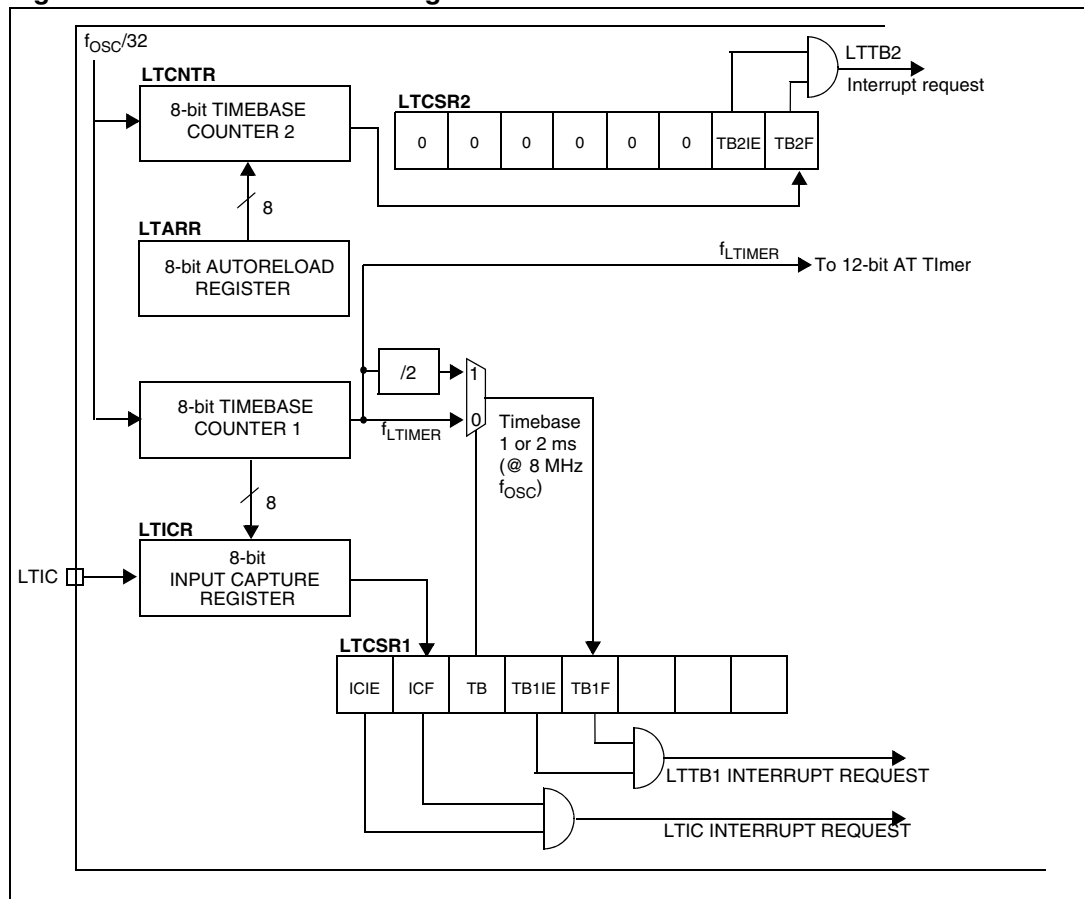 fOSC/32
LTCNTR
8-bit TIMEBASE
COUNTER 2
8
LTARR
8-bit AUTORELOAD
REGISTER
LTCSR2
0 0 0 0 0 0 TB2IE TB2F
LTTB2
Interrupt request
fLTIMER
To 12-bit AT TImer
8-bit TIMEBASE
COUNTER 1
/2
1
0
fLTIMER
Timebase
1 or 2 ms
(@ 8 MHz
fOSC)
8
LTICR
LTIC
8-bit
INPUT CAPTURE
REGISTER
LTCSR1
ICIE ICF TB TB1IE TB1F
LTTB1 INTERRUPT REQUEST
LTIC INTERRUPT REQUEST